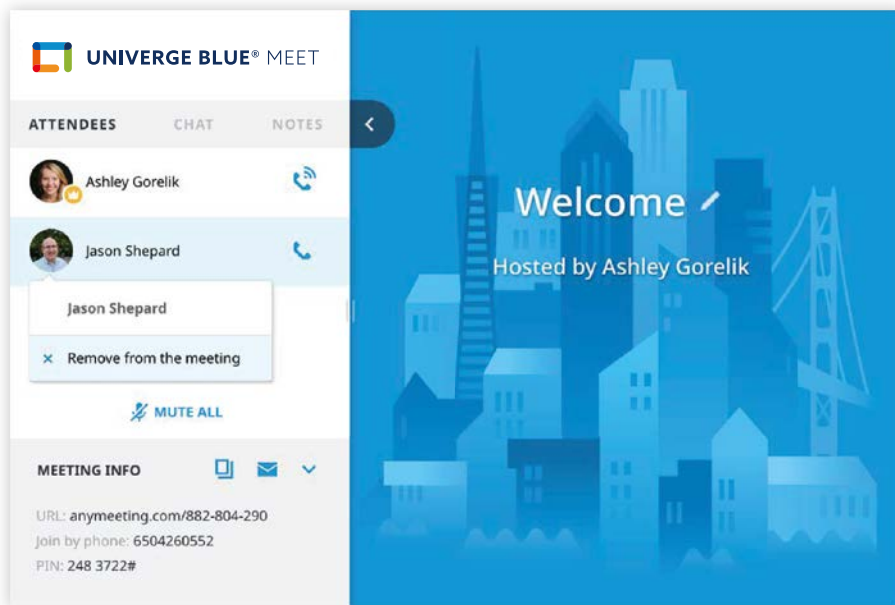 UNIVERGE BLUE® MEET
ATTENDEES CHAT NOTES
Ashley Gorelik
Jason Shepard
Jason Shepard
× Remove from the meeting
MUTE ALL
MEETING INFO
URL: anymeeting.com/882-804-290
Join by phone: 6504260552
PIN: 248 3722#
Welcome
Hosted by Ashley Gorelik